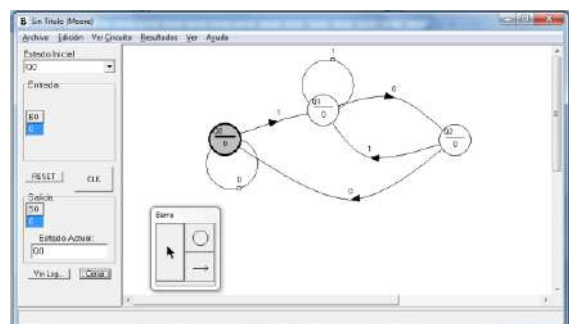 Sin Titulo (Moore)
Archivo Edición Ver Circuito Resultados Ver Ayuda
Estado Inicial
Q0
Entrada
E0
0
RESET
CLK
Salida
S0
0
Estado Actual:
Q0
Ver Log...
Cerrar
Barra
1
Q1
0
0
1
Q0
0
Q2
0
1
0
0